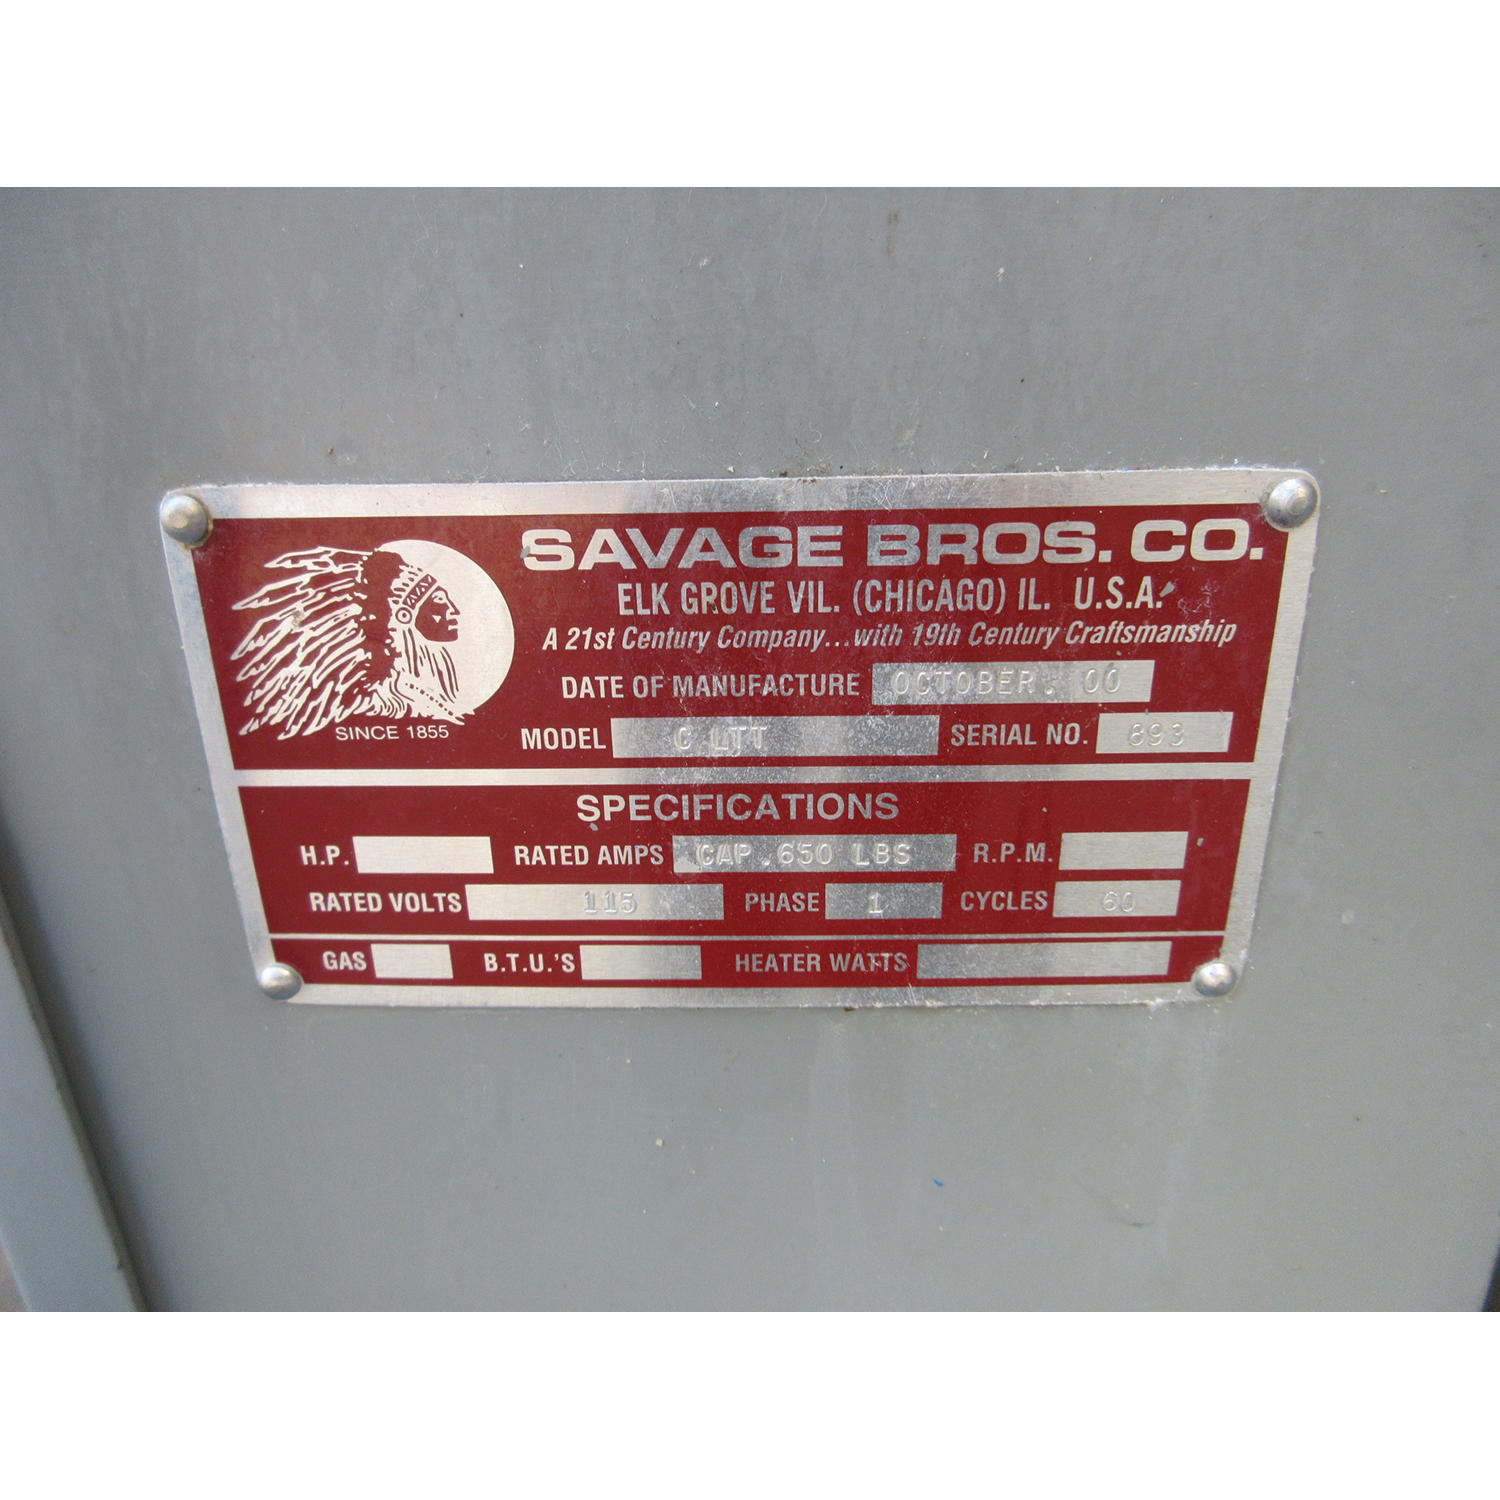 SAVAGE BROS. CO.
ELK GROVE VIL. (CHICAGO) IL. U.S.A.
A 21st Century Company...with 19th Century Craftsmanship
SINCE 1855
DATE OF MANUFACTURE OCTOBER. 00
MODEL C LTT SERIAL NO. 893
SPECIFICATIONS
H.P. RATED AMPS CAP.650 LBS R.P.M.
RATED VOLTS 115 PHASE 1 CYCLES 60
GAS B.T.U.'S HEATER WATTS